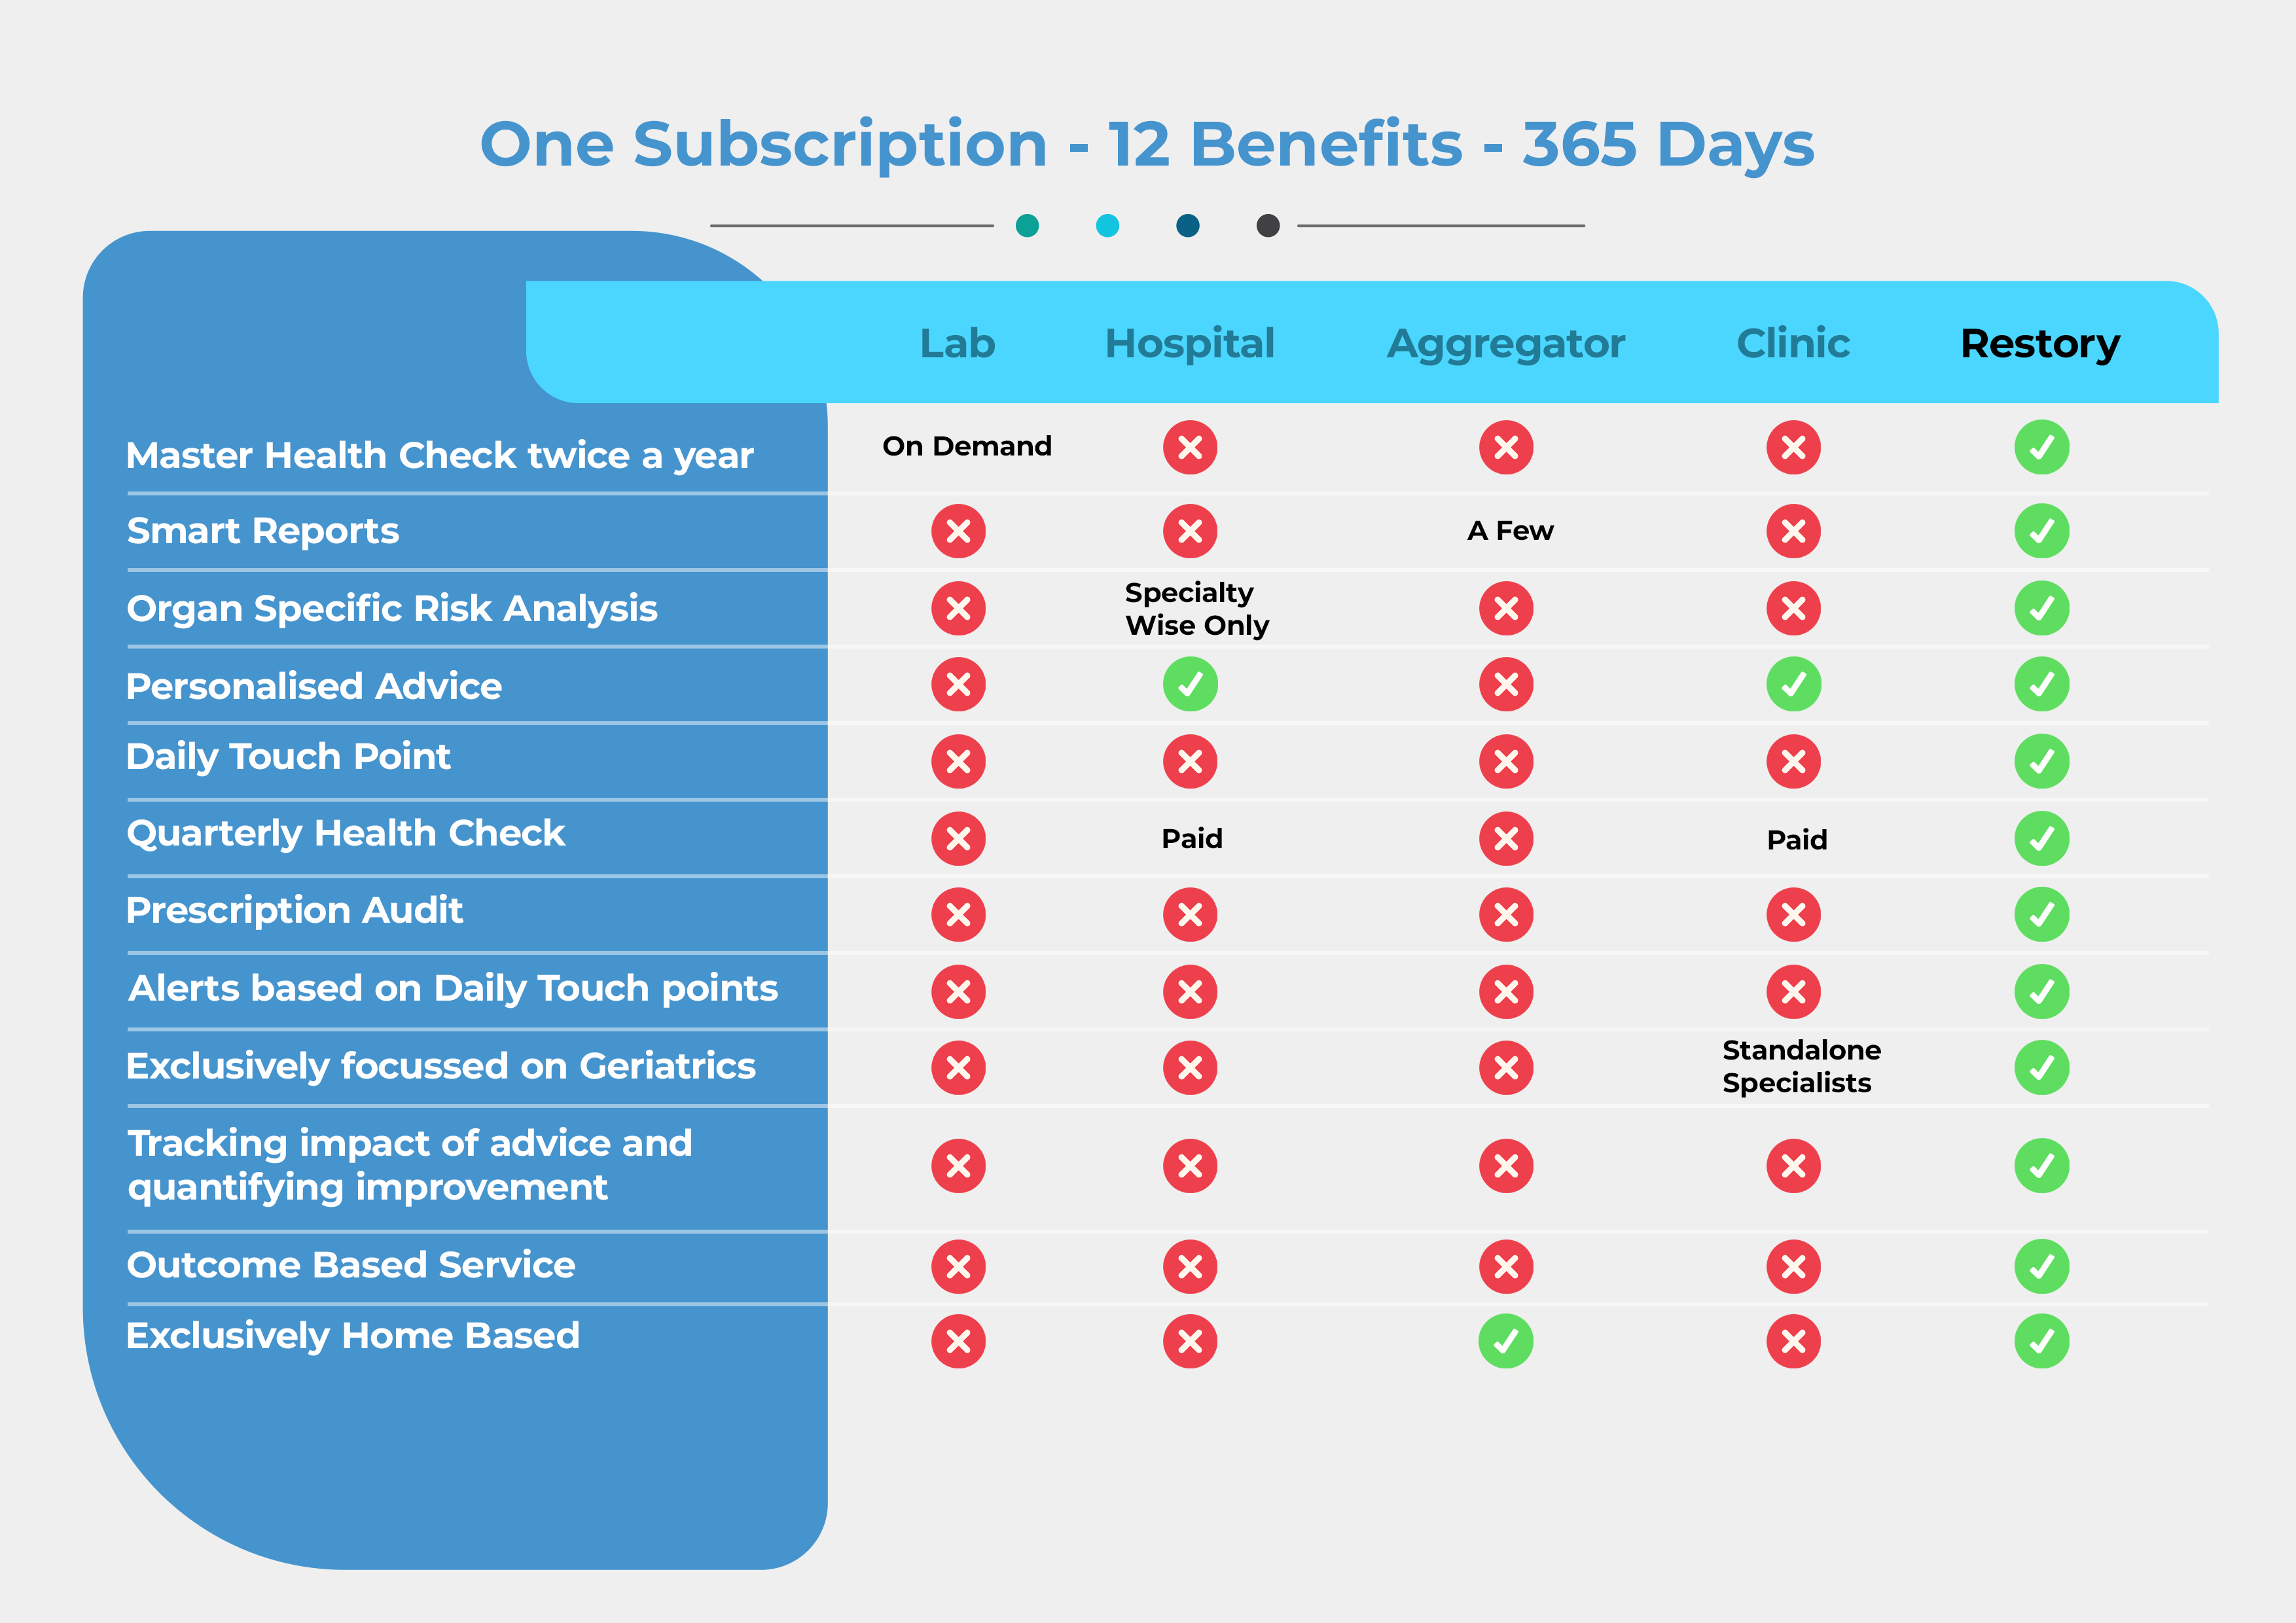 One Subscription - 12 Benefits - 365 Days
Lab Hospital Aggregator Clinic Restory
Master Health Check twice a year On Demand
Smart Reports A Few
Organ Specific Risk Analysis Specialty
Wise Only
Personalised Advice
Daily Touch Point
Quarterly Health Check Paid Paid
Prescription Audit
Alerts based on Daily Touch points
Exclusively focussed on Geriatrics Standalone
Specialists
Tracking impact of advice and
quantifying improvement
Outcome Based Service
Exclusively Home Based